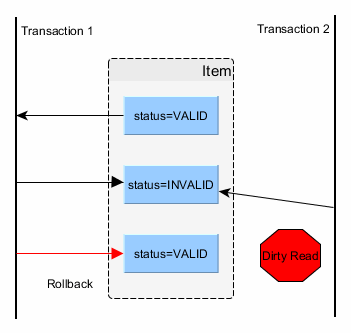 Transaction 1
Transaction 2
Item
status=VALID
status=INVALID
status=VALID
Dirty Read
Rollback